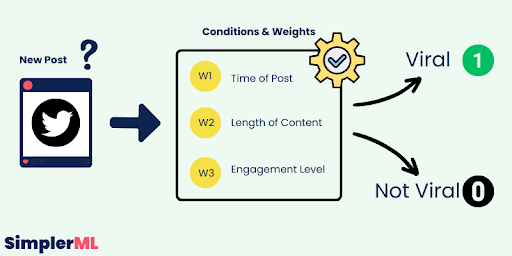 Conditions & Weights
New Post
?
W1
Time of Post
W2
Length of Content
W3
Engagement Level
Viral 1
Not Viral 0
SimplerML